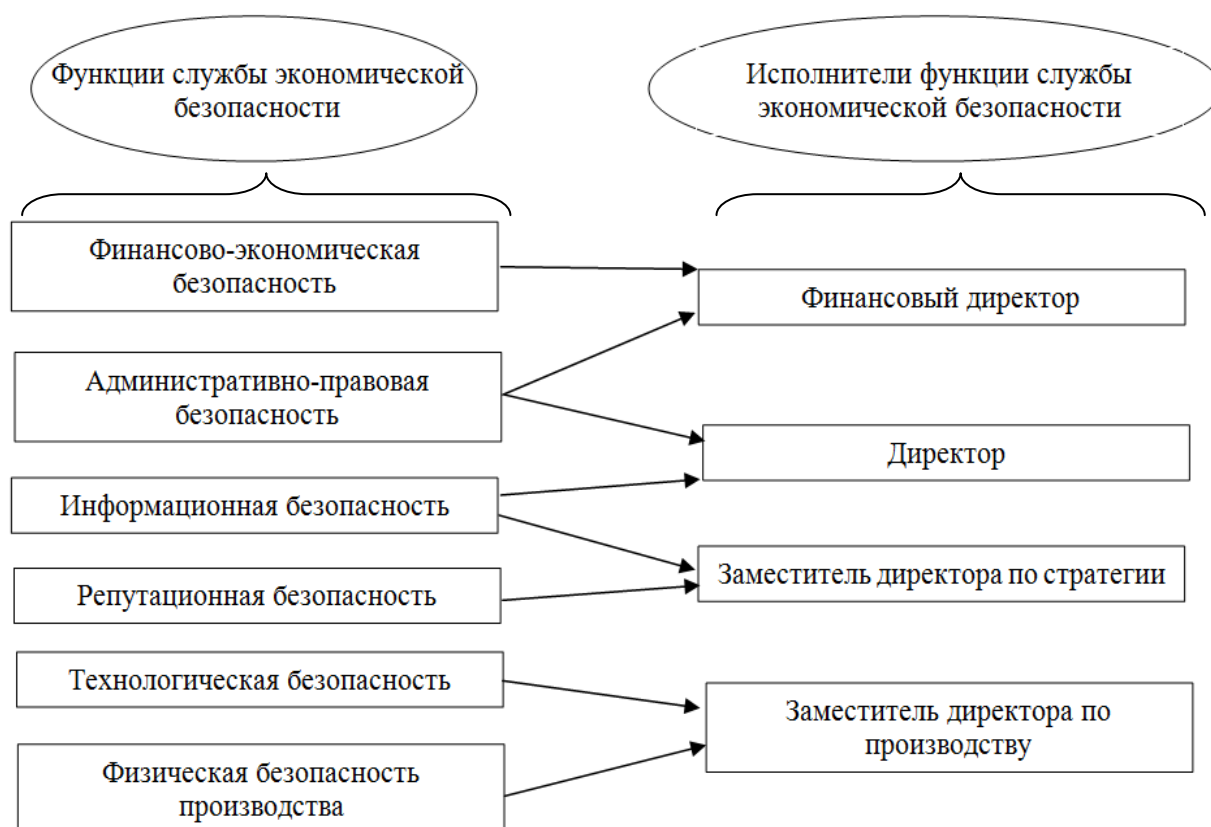 Функции службы экономической
безопасности
Исполнители функции службы
экономической безопасности
Финансово-экономическая
безопасность
Финансовый директор
Административно-правовая
безопасность
Директор
Информационная безопасность
Заместитель директора по стратегии
Репутационная безопасность
Технологическая безопасность
Заместитель директора по
производству
Физическая безопасность
производства